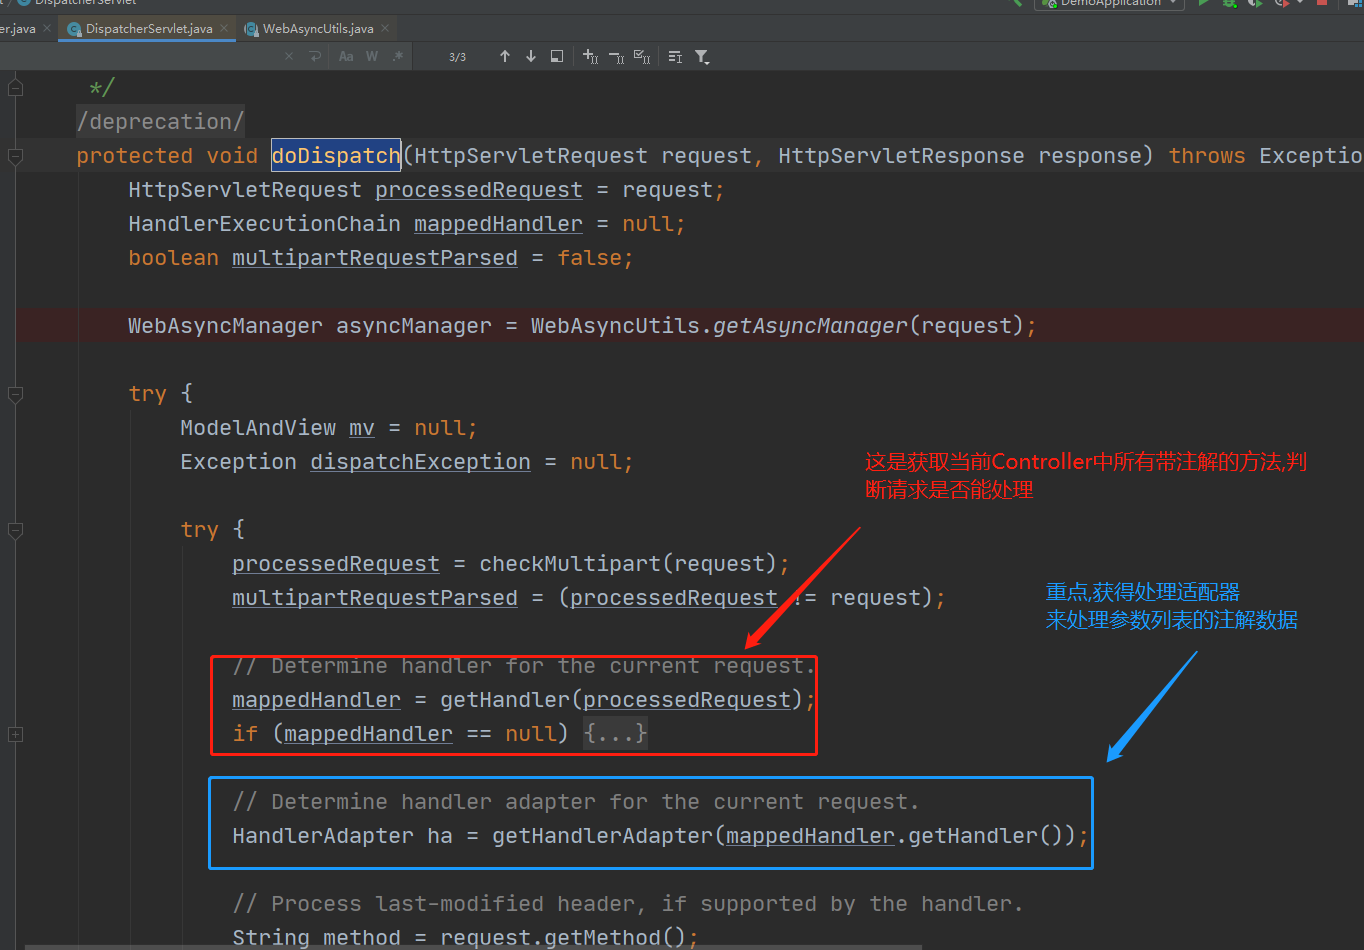 DispatcherServlet
DemoApplication
er.java
DispatcherServlet.java
WebAsyncUtils.java
Aa W .* 3/3
*/
/deprecation/
protected void doDispatch(HttpServletRequest request, HttpServletResponse response) throws Exceptio
HttpServletRequest processedRequest = request;
HandlerExecutionChain mappedHandler = null;
boolean multipartRequestParsed = false;
WebAsyncManager asyncManager = WebAsyncUtils.getAsyncManager(request);
try {
ModelAndView mv = null;
Exception dispatchException = null;
这是获取当前Controller中所有带注解的方法,判
断请求是否能处理
try {
processedRequest = checkMultipart(request);
multipartRequestParsed = (processedRequest != request);
重点,获得处理适配器
来处理参数列表的注解数据
// Determine handler for the current request.
mappedHandler = getHandler(processedRequest);
if (mappedHandler == null) {...}
// Determine handler adapter for the current request.
HandlerAdapter ha = getHandlerAdapter(mappedHandler.getHandler());
// Process last-modified header, if supported by the handler.
String method = request.getMethod();